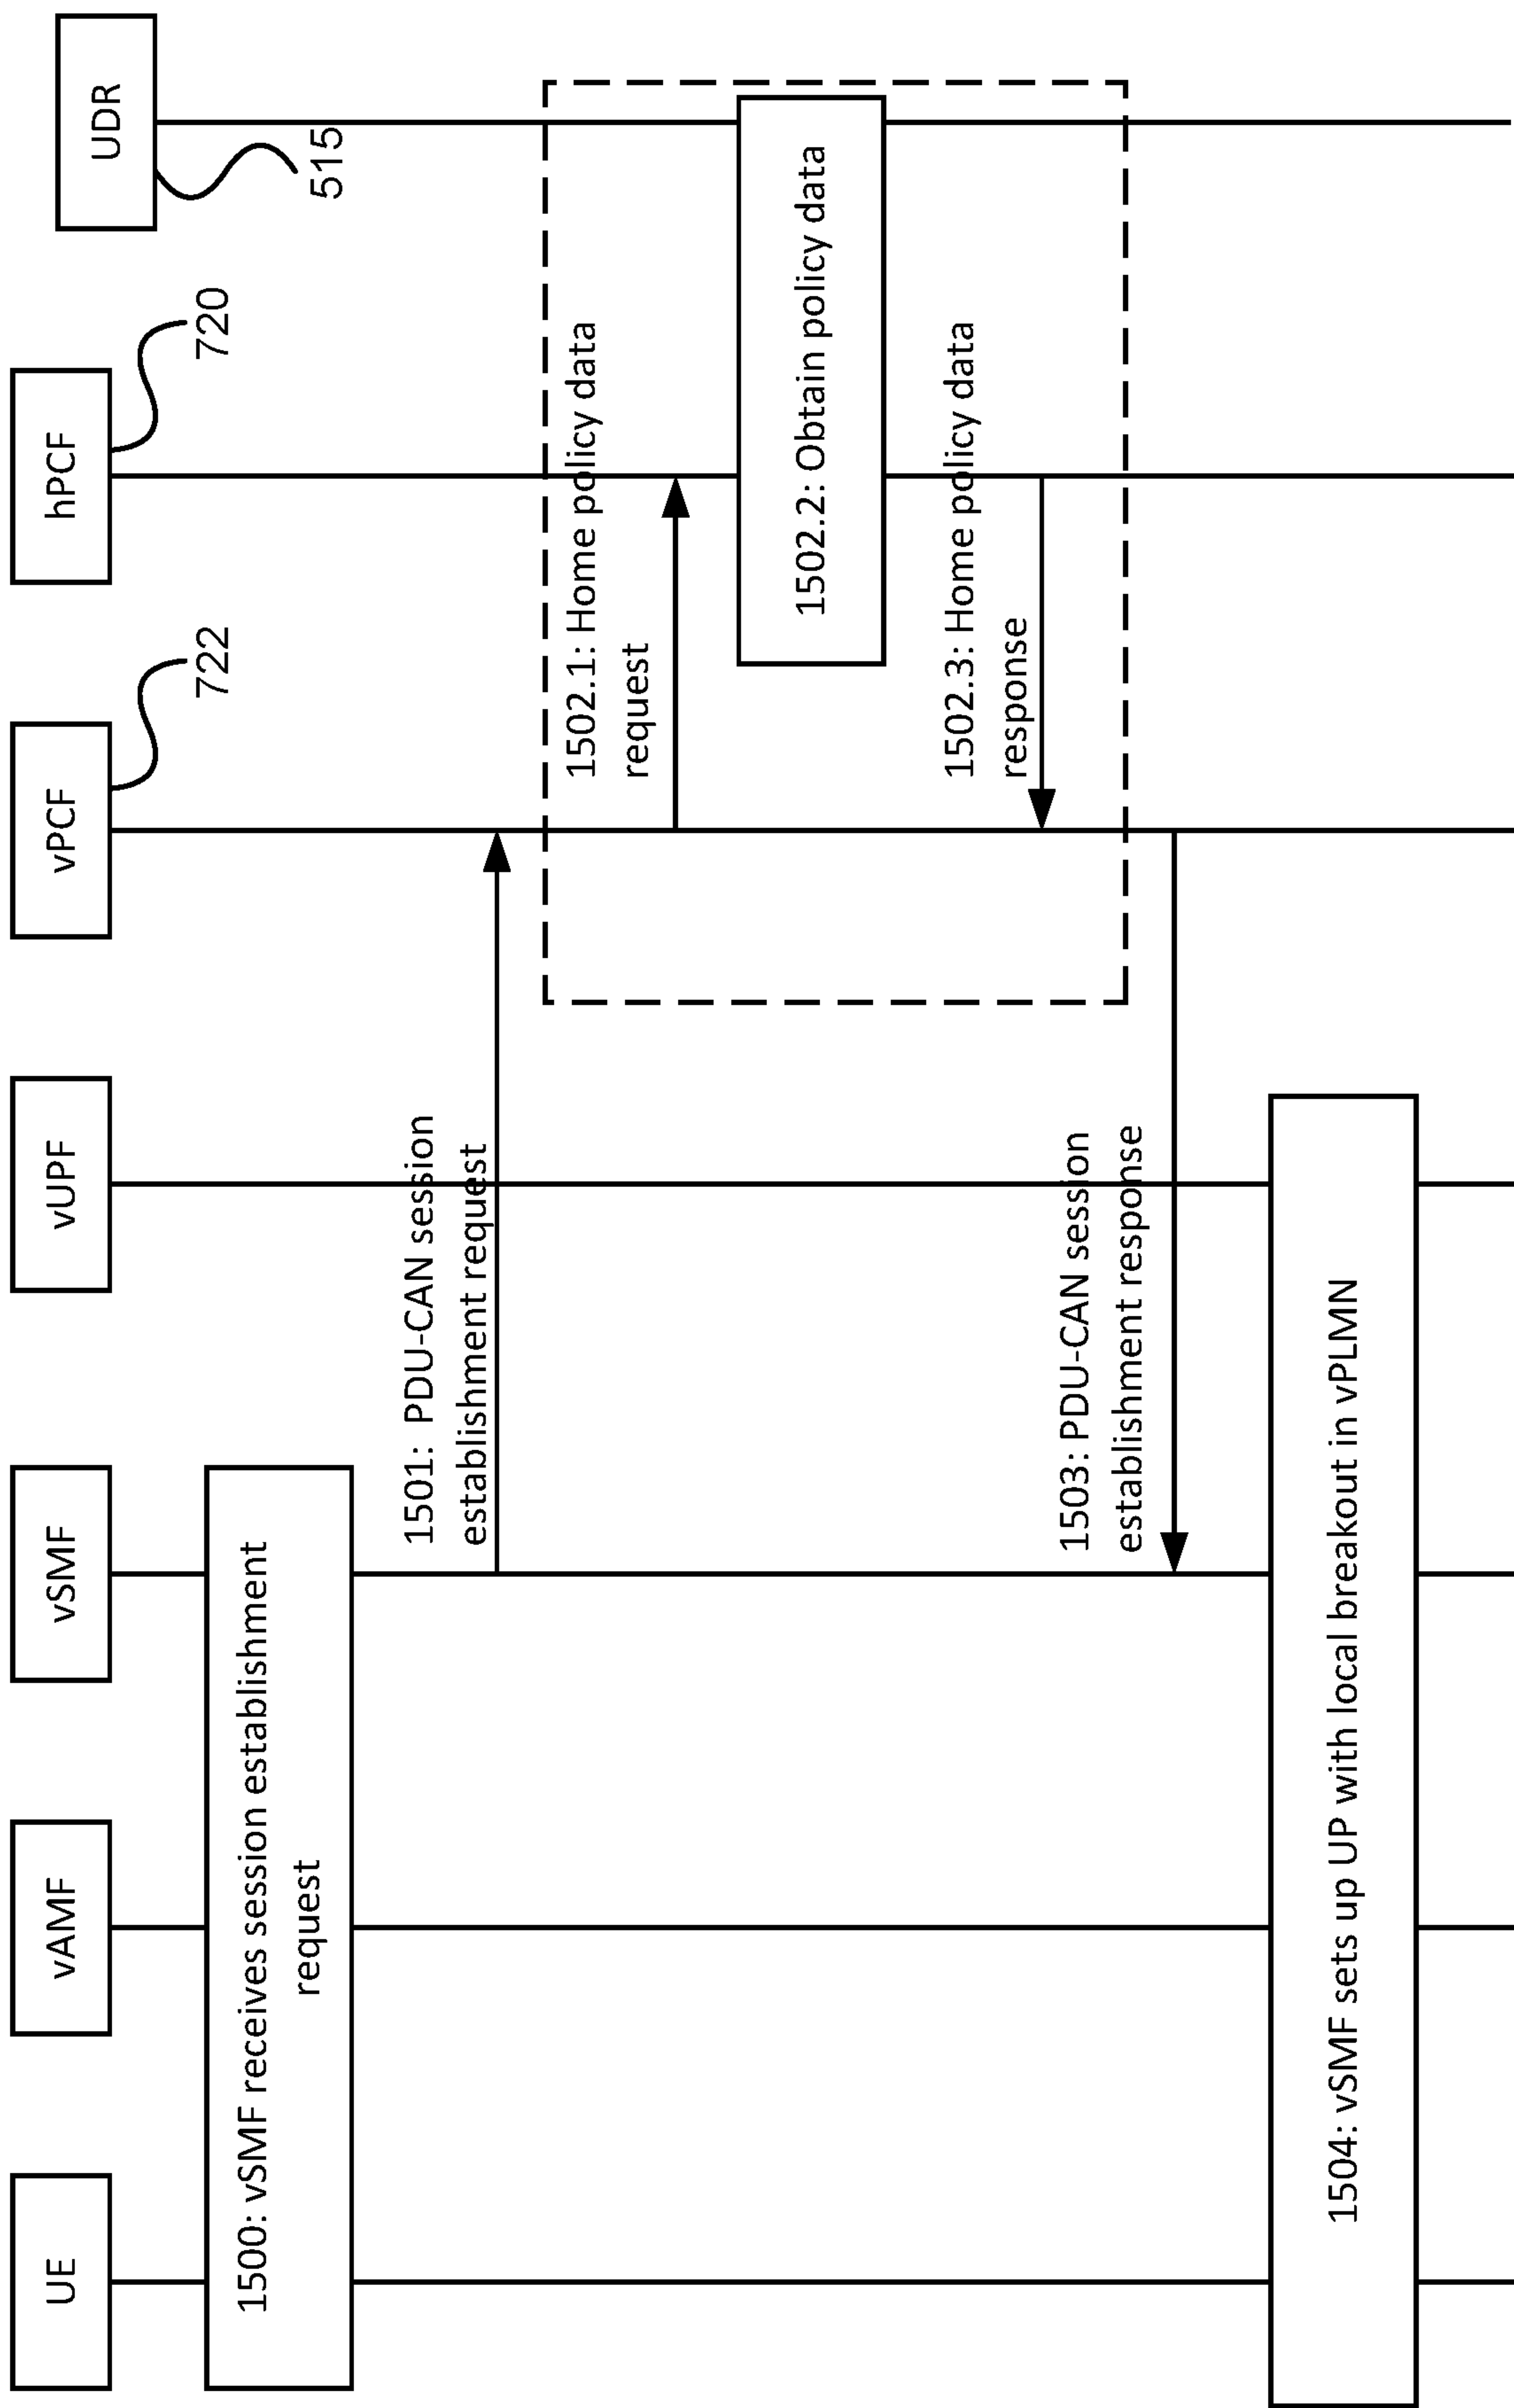 UE
vAMF
vSMF
vUPF
vPCF
hPCF
UDR
722
720
515
1500: vSMF receives session establishment
request
1501: PDU-CAN session
establishment request
1502.1: Home policy data
request
1502.2: Obtain policy data
1502.3: Home policy data
response
1503: PDU-CAN session
establishment response
1504: vSMF sets up UP with local breakout in vPLMN